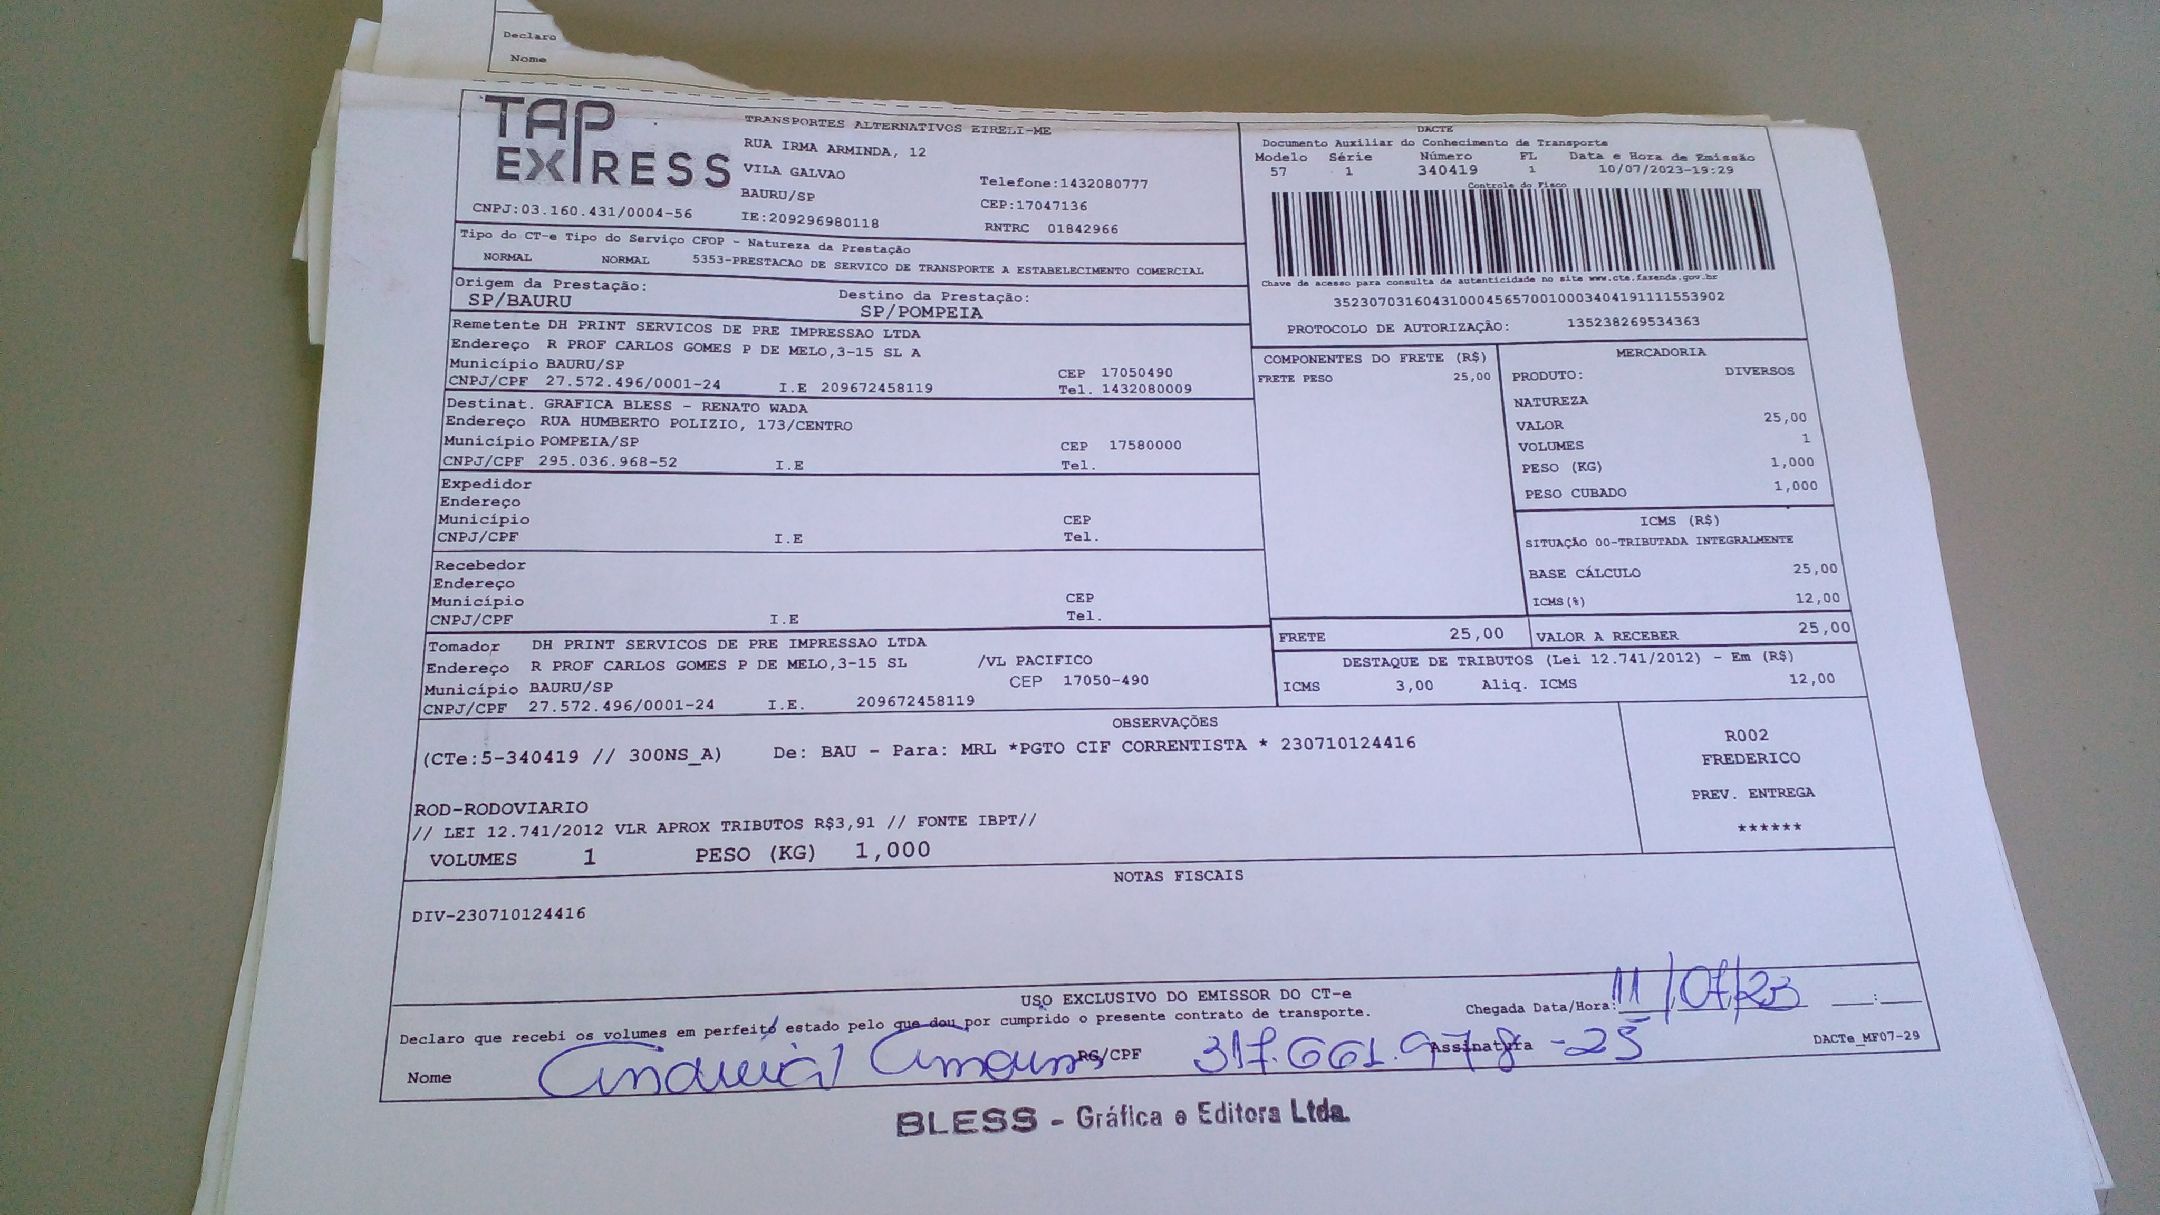 Declaro
Nome
TAP EXPRESS
TRANSPORTES ALTERNATIVOS EIRELI-ME
RUA IRMA ARMINDA, 12
VILA GALVAO
BAURU/SP
Telefone:1432080777
CEP:17047136
CNPJ:03.160.431/0004-56 IE:209296980118 RNTRC 01842966
DACTE
Documento Auxiliar do Conhecimento de Transporte
Modelo Série Número FL Data e Hora de Emissão
57 1 340419 1 10/07/2023-19:29
Controle do Fisco
Chave de acesso para consulta de autenticidade no site www.cte.fazenda.gov.br
35230703160431000456570010003404191111553902
PROTOCOLO DE AUTORIZAÇÃO: 135238269534363
Tipo do CT-e Tipo do Serviço CFOP - Natureza da Prestação
NORMAL NORMAL 5353-PRESTACAO DE SERVICO DE TRANSPORTE A ESTABELECIMENTO COMERCIAL
Origem da Prestação: Destino da Prestação:
SP/BAURU SP/POMPEIA
Remetente DH PRINT SERVICOS DE PRE IMPRESSAO LTDA
Endereço R PROF CARLOS GOMES P DE MELO,3-15 SL A
Município BAURU/SP CEP 17050490
CNPJ/CPF 27.572.496/0001-24 I.E 209672458119 Tel. 1432080009
Destinat. GRAFICA BLESS - RENATO WADA
Endereço RUA HUMBERTO POLIZIO, 173/CENTRO
Município POMPEIA/SP CEP 17580000
CNPJ/CPF 295.036.968-52 I.E Tel.
Expedidor
Endereço
Município CEP
CNPJ/CPF I.E Tel.
Recebedor
Endereço
Município CEP
CNPJ/CPF I.E Tel.
Tomador DH PRINT SERVICOS DE PRE IMPRESSAO LTDA
Endereço R PROF CARLOS GOMES P DE MELO,3-15 SL /VL PACIFICO
Município BAURU/SP CEP 17050-490
CNPJ/CPF 27.572.496/0001-24 I.E. 209672458119
COMPONENTES DO FRETE (R$)
FRETE PESO 25,00
MERCADORIA
PRODUTO: DIVERSOS
NATUREZA
VALOR 25,00
VOLUMES 1
PESO (KG) 1,000
PESO CUBADO 1,000
ICMS (R$)
SITUAÇÃO 00-TRIBUTADA INTEGRALMENTE
BASE CÁLCULO 25,00
ICMS(%) 12,00
FRETE 25,00 VALOR A RECEBER 25,00
DESTAQUE DE TRIBUTOS (Lei 12.741/2012) - Em (R$)
ICMS 3,00 Aliq. ICMS 12,00
OBSERVAÇÕES
(CTe:5-340419 // 300NS_A) De: BAU - Para: MRL *PGTO CIF CORRENTISTA * 230710124416
ROD-RODOVIARIO
// LEI 12.741/2012 VLR APROX TRIBUTOS R$3,91 // FONTE IBPT//
VOLUMES 1 PESO (KG) 1,000
R002
FREDERICO
PREV. ENTREGA
******
NOTAS FISCAIS
DIV-230710124416
USO EXCLUSIVO DO EMISSOR DO CT-e
Declaro que recebi os volumes em perfeito estado pelo que dou por cumprido o presente contrato de transporte.
Chegada Data/Hora: 11/07/23 ___:___
Nome RG/CPF 317.661.978-25 Assinatura
DACTe_MF07-29
BLESS - Gráfica e Editora Ltda.